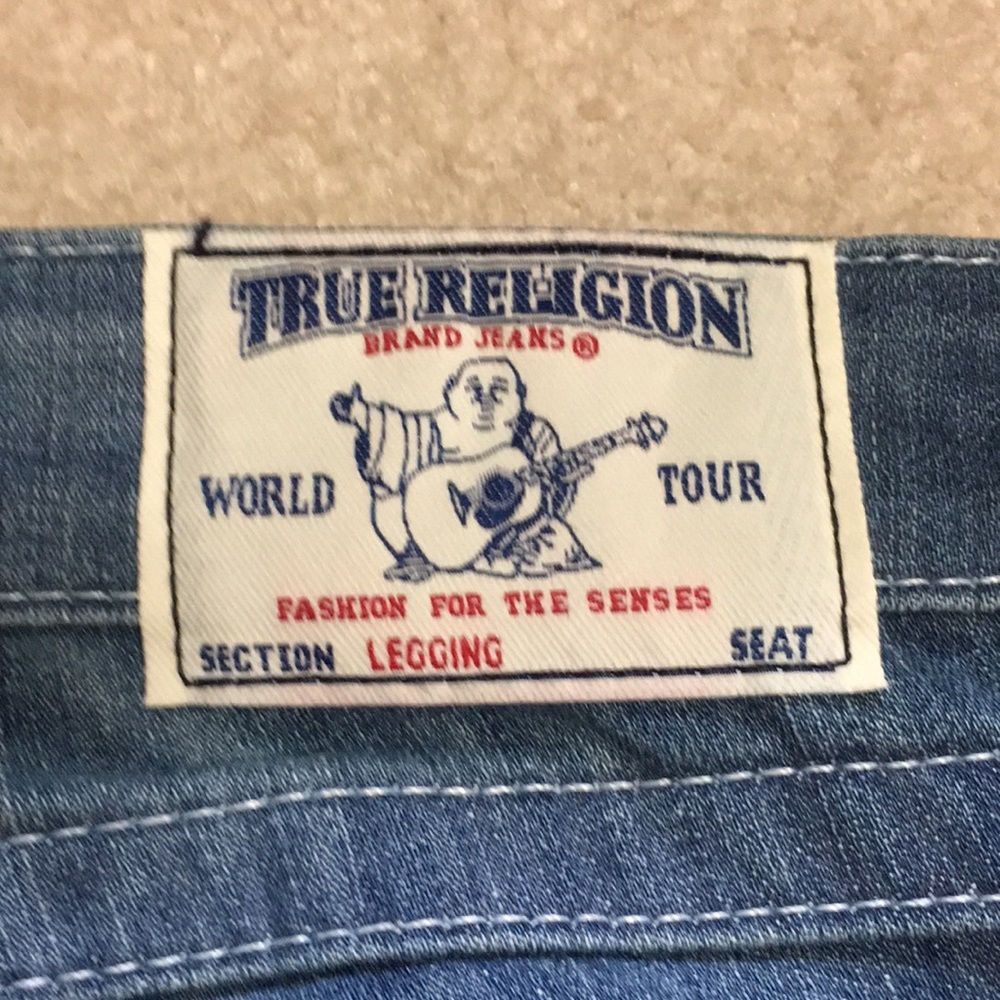 TRUE RELIGION
BRAND JEANS®
WORLD TOUR
FASHION FOR THE SENSES
SECTION LEGGING SEAT